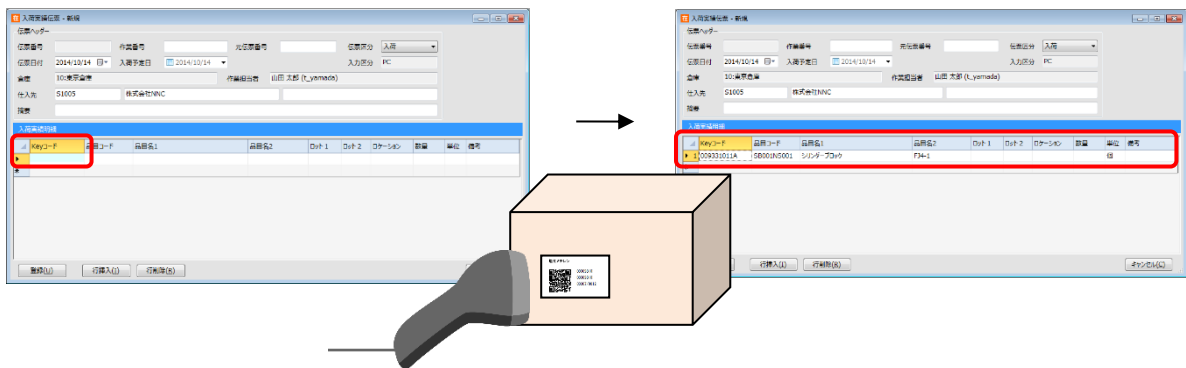 入荷実績伝票 - 新規
伝票ヘッダー
伝票番号 作業番号 元伝票番号 伝票区分 入荷
伝票日付 2014/10/14 入荷予定日 2014/10/14 入力区分 PC
倉庫 10:東京倉庫 作業担当者 山田 太郎 (t_yamada)
仕入先 S1005 株式会社NNC
摘要
入荷実績明細
Keyコード 品目コード 品目名1 品目名2 ロット1 ロット2 ロケーション 数量 単位 備考
登録(U) 行挿入(I) 行削除(R)
入荷実績伝票 - 新規
伝票ヘッダー
伝票番号 作業番号 元伝票番号 伝票区分 入荷
伝票日付 2014/10/14 入荷予定日 2014/10/14 入力区分 PC
倉庫 10:東京倉庫 作業担当者 山田 太郎 (t_yamada)
仕入先 S1005 株式会社NNC
摘要
入荷実績明細
Keyコード 品目コード 品目名1 品目名2 ロット1 ロット2 ロケーション 数量 単位 備考
1 009331011A SB001NS001 シリンダーブロック FJ4-1 個
行挿入(I) 行削除(R) キャンセル(C)